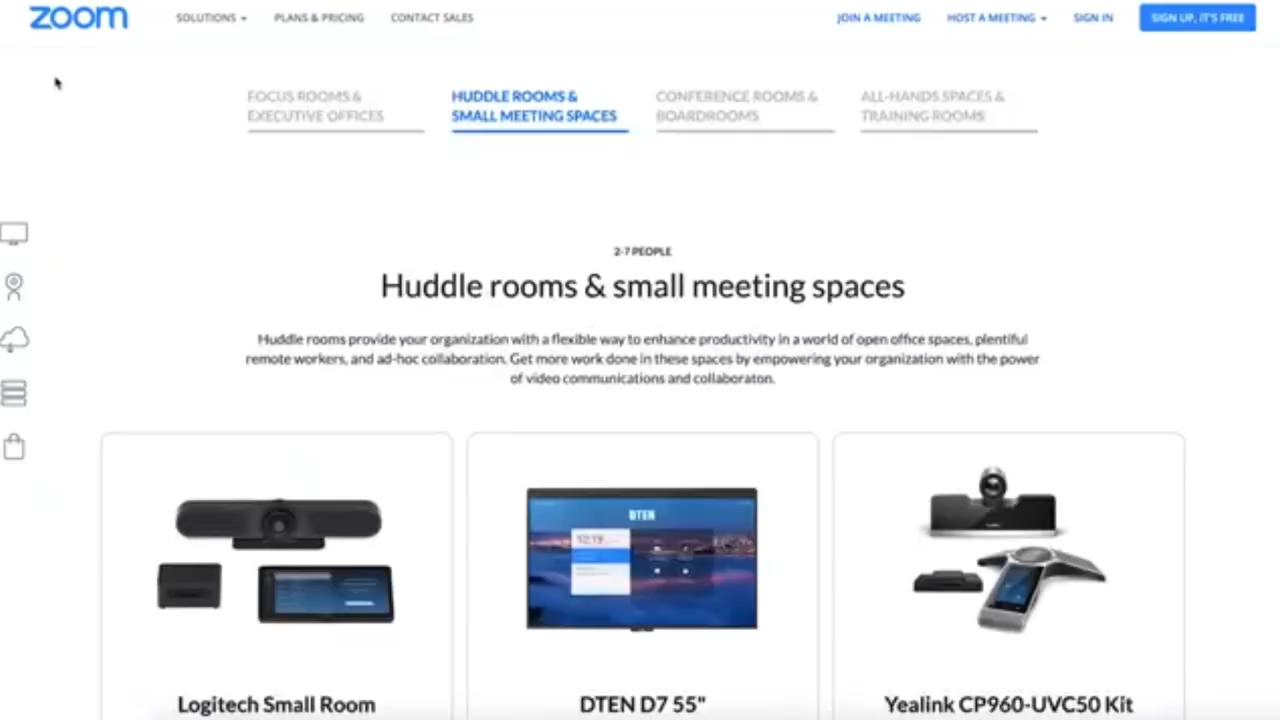 zoom
SOLUTIONS
PLANS & PRICING
CONTACT SALES
JOIN A MEETING
HOST A MEETING
SIGN IN
SIGN UP, IT'S FREE
FOCUS ROOMS &
EXECUTIVE OFFICES
HUDDLE ROOMS &
SMALL MEETING SPACES
CONFERENCE ROOMS &
BOARDROOMS
ALL-HANDS SPACES &
TRAINING ROOMS
2-7 PEOPLE
Huddle rooms & small meeting spaces
Huddle rooms provide your organization with a flexible way to enhance productivity in a world of open office spaces, plentiful
remote workers, and ad-hoc collaboration. Get more work done in these spaces by empowering your organization with the power
of video communications and collaboraton.
DTEN
12:19
Logitech Small Room
DTEN D7 55"
Yealink CP960-UVC50 Kit